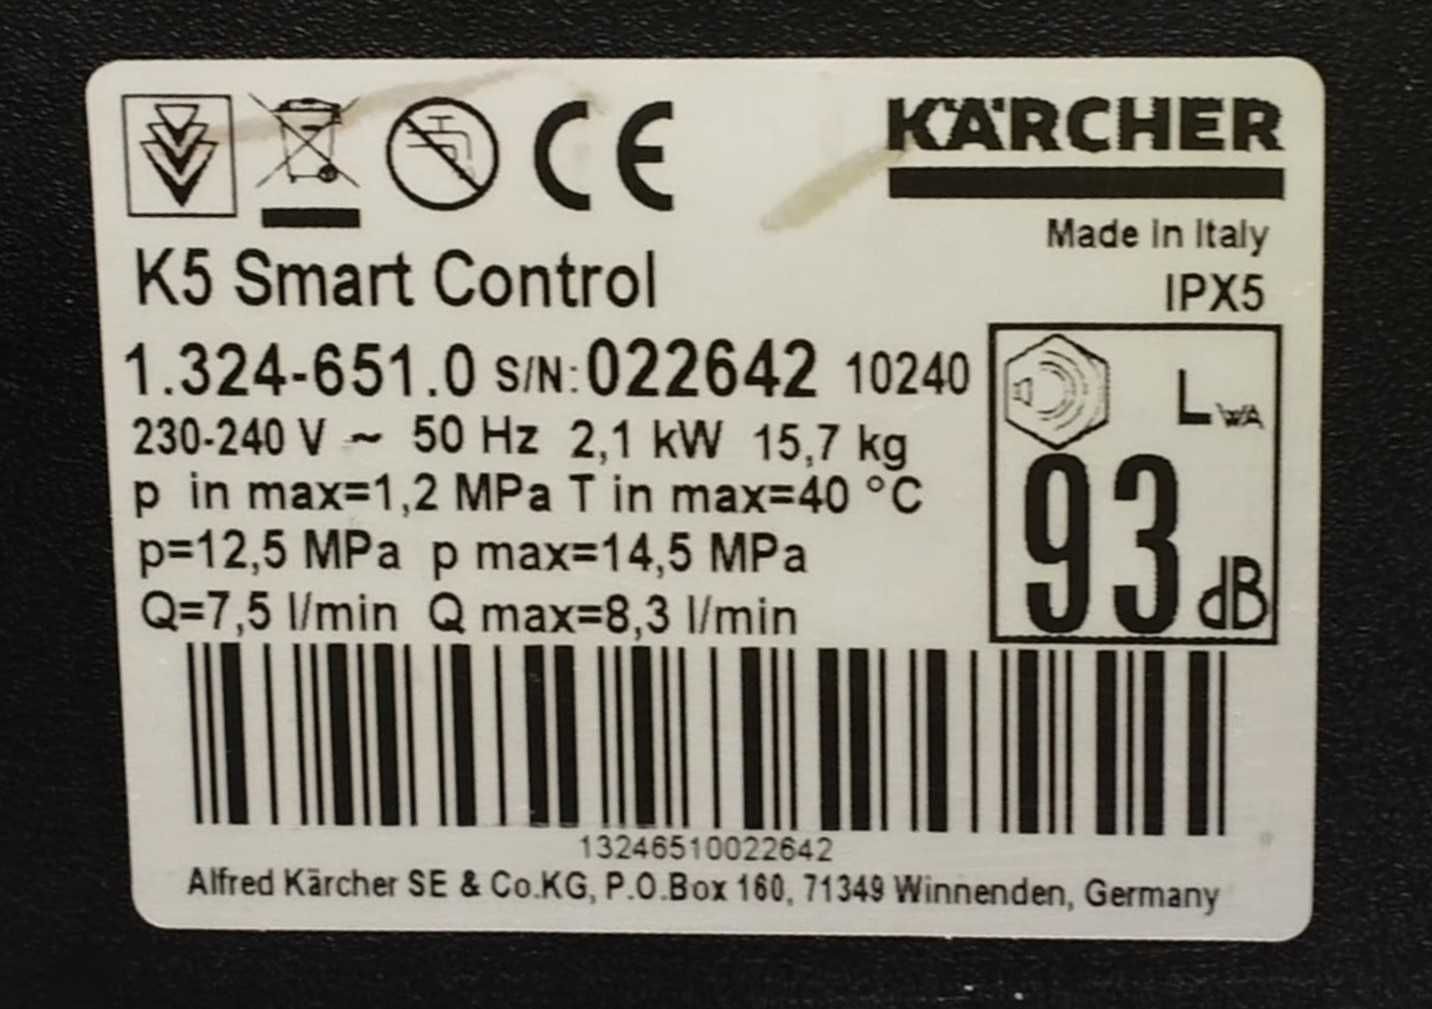 CE
KÄRCHER
Made in Italy
IPX5
K5 Smart Control
1.324-651.0 S/N: 022642 10240
230-240 V ~ 50 Hz 2,1 kW 15,7 kg
p in max=1,2 MPa T in max=40 °C
p=12,5 MPa p max=14,5 MPa
Q=7,5 l/min Q max=8,3 l/min
LWA
93 dB
13246510022642
Alfred Kärcher SE & Co.KG, P.O.Box 160, 71349 Winnenden, Germany